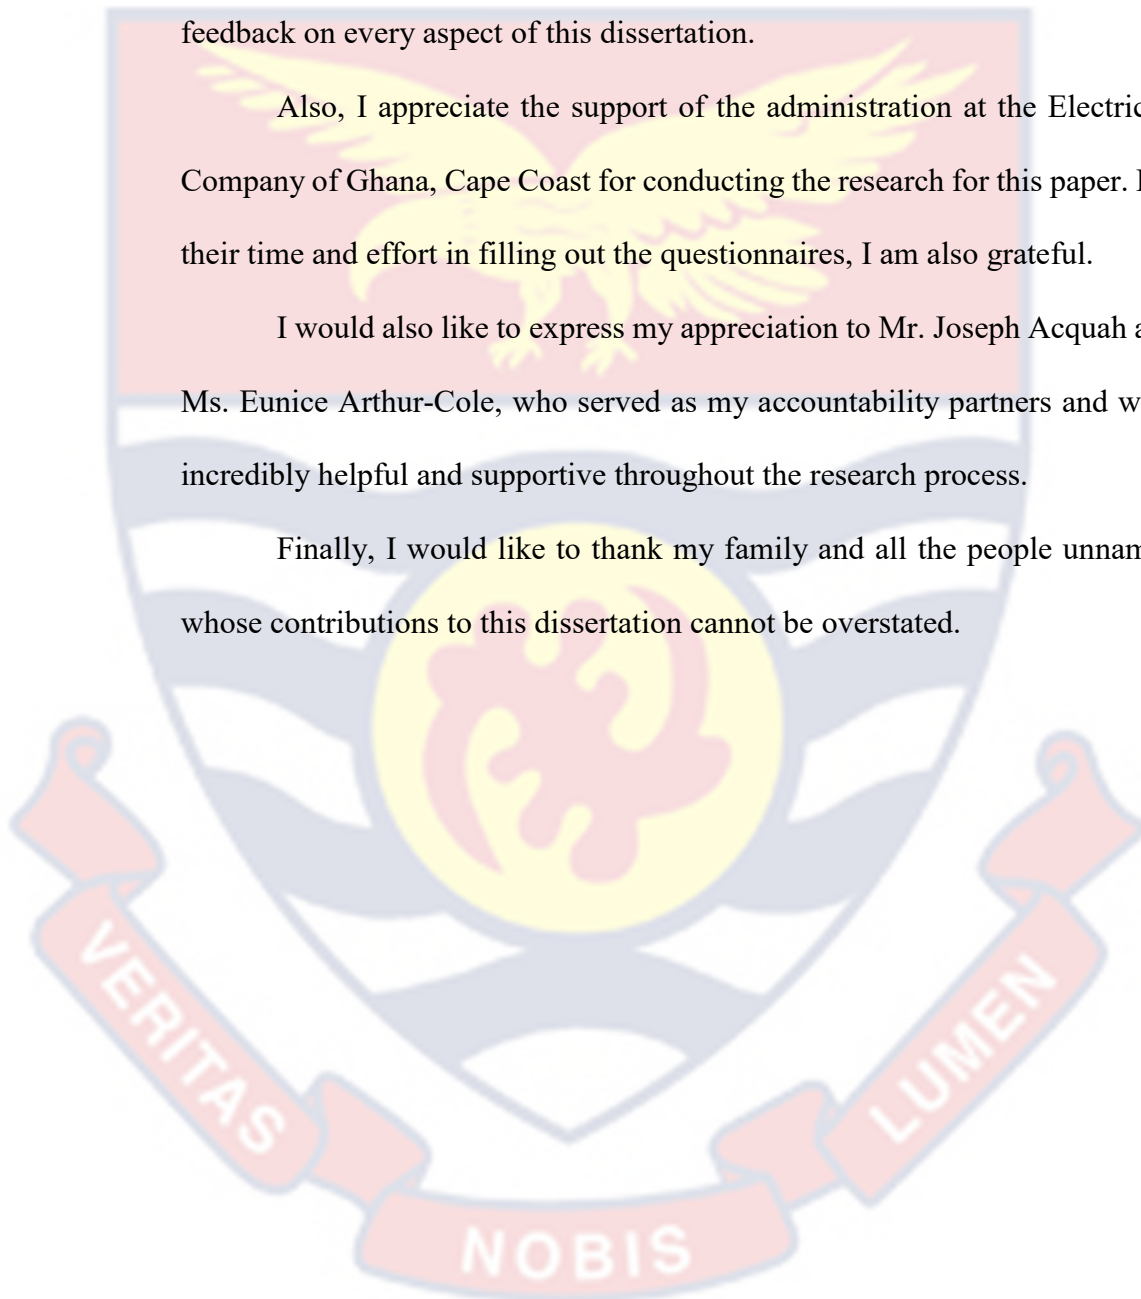 feedback on every aspect of this dissertation.
Also, I appreciate the support of the administration at the Electric
Company of Ghana, Cape Coast for conducting the research for this paper.
their time and effort in filling out the questionnaires, I am also grateful.
I would also like to express my appreciation to Mr. Joseph Acquah a
Ms. Eunice Arthur-Cole, who served as my accountability partners and w
incredibly helpful and supportive throughout the research process.
Finally, I would like to thank my family and all the people unnam
whose contributions to this dissertation cannot be overstated.
VERITAS
NOBIS
LUMEN